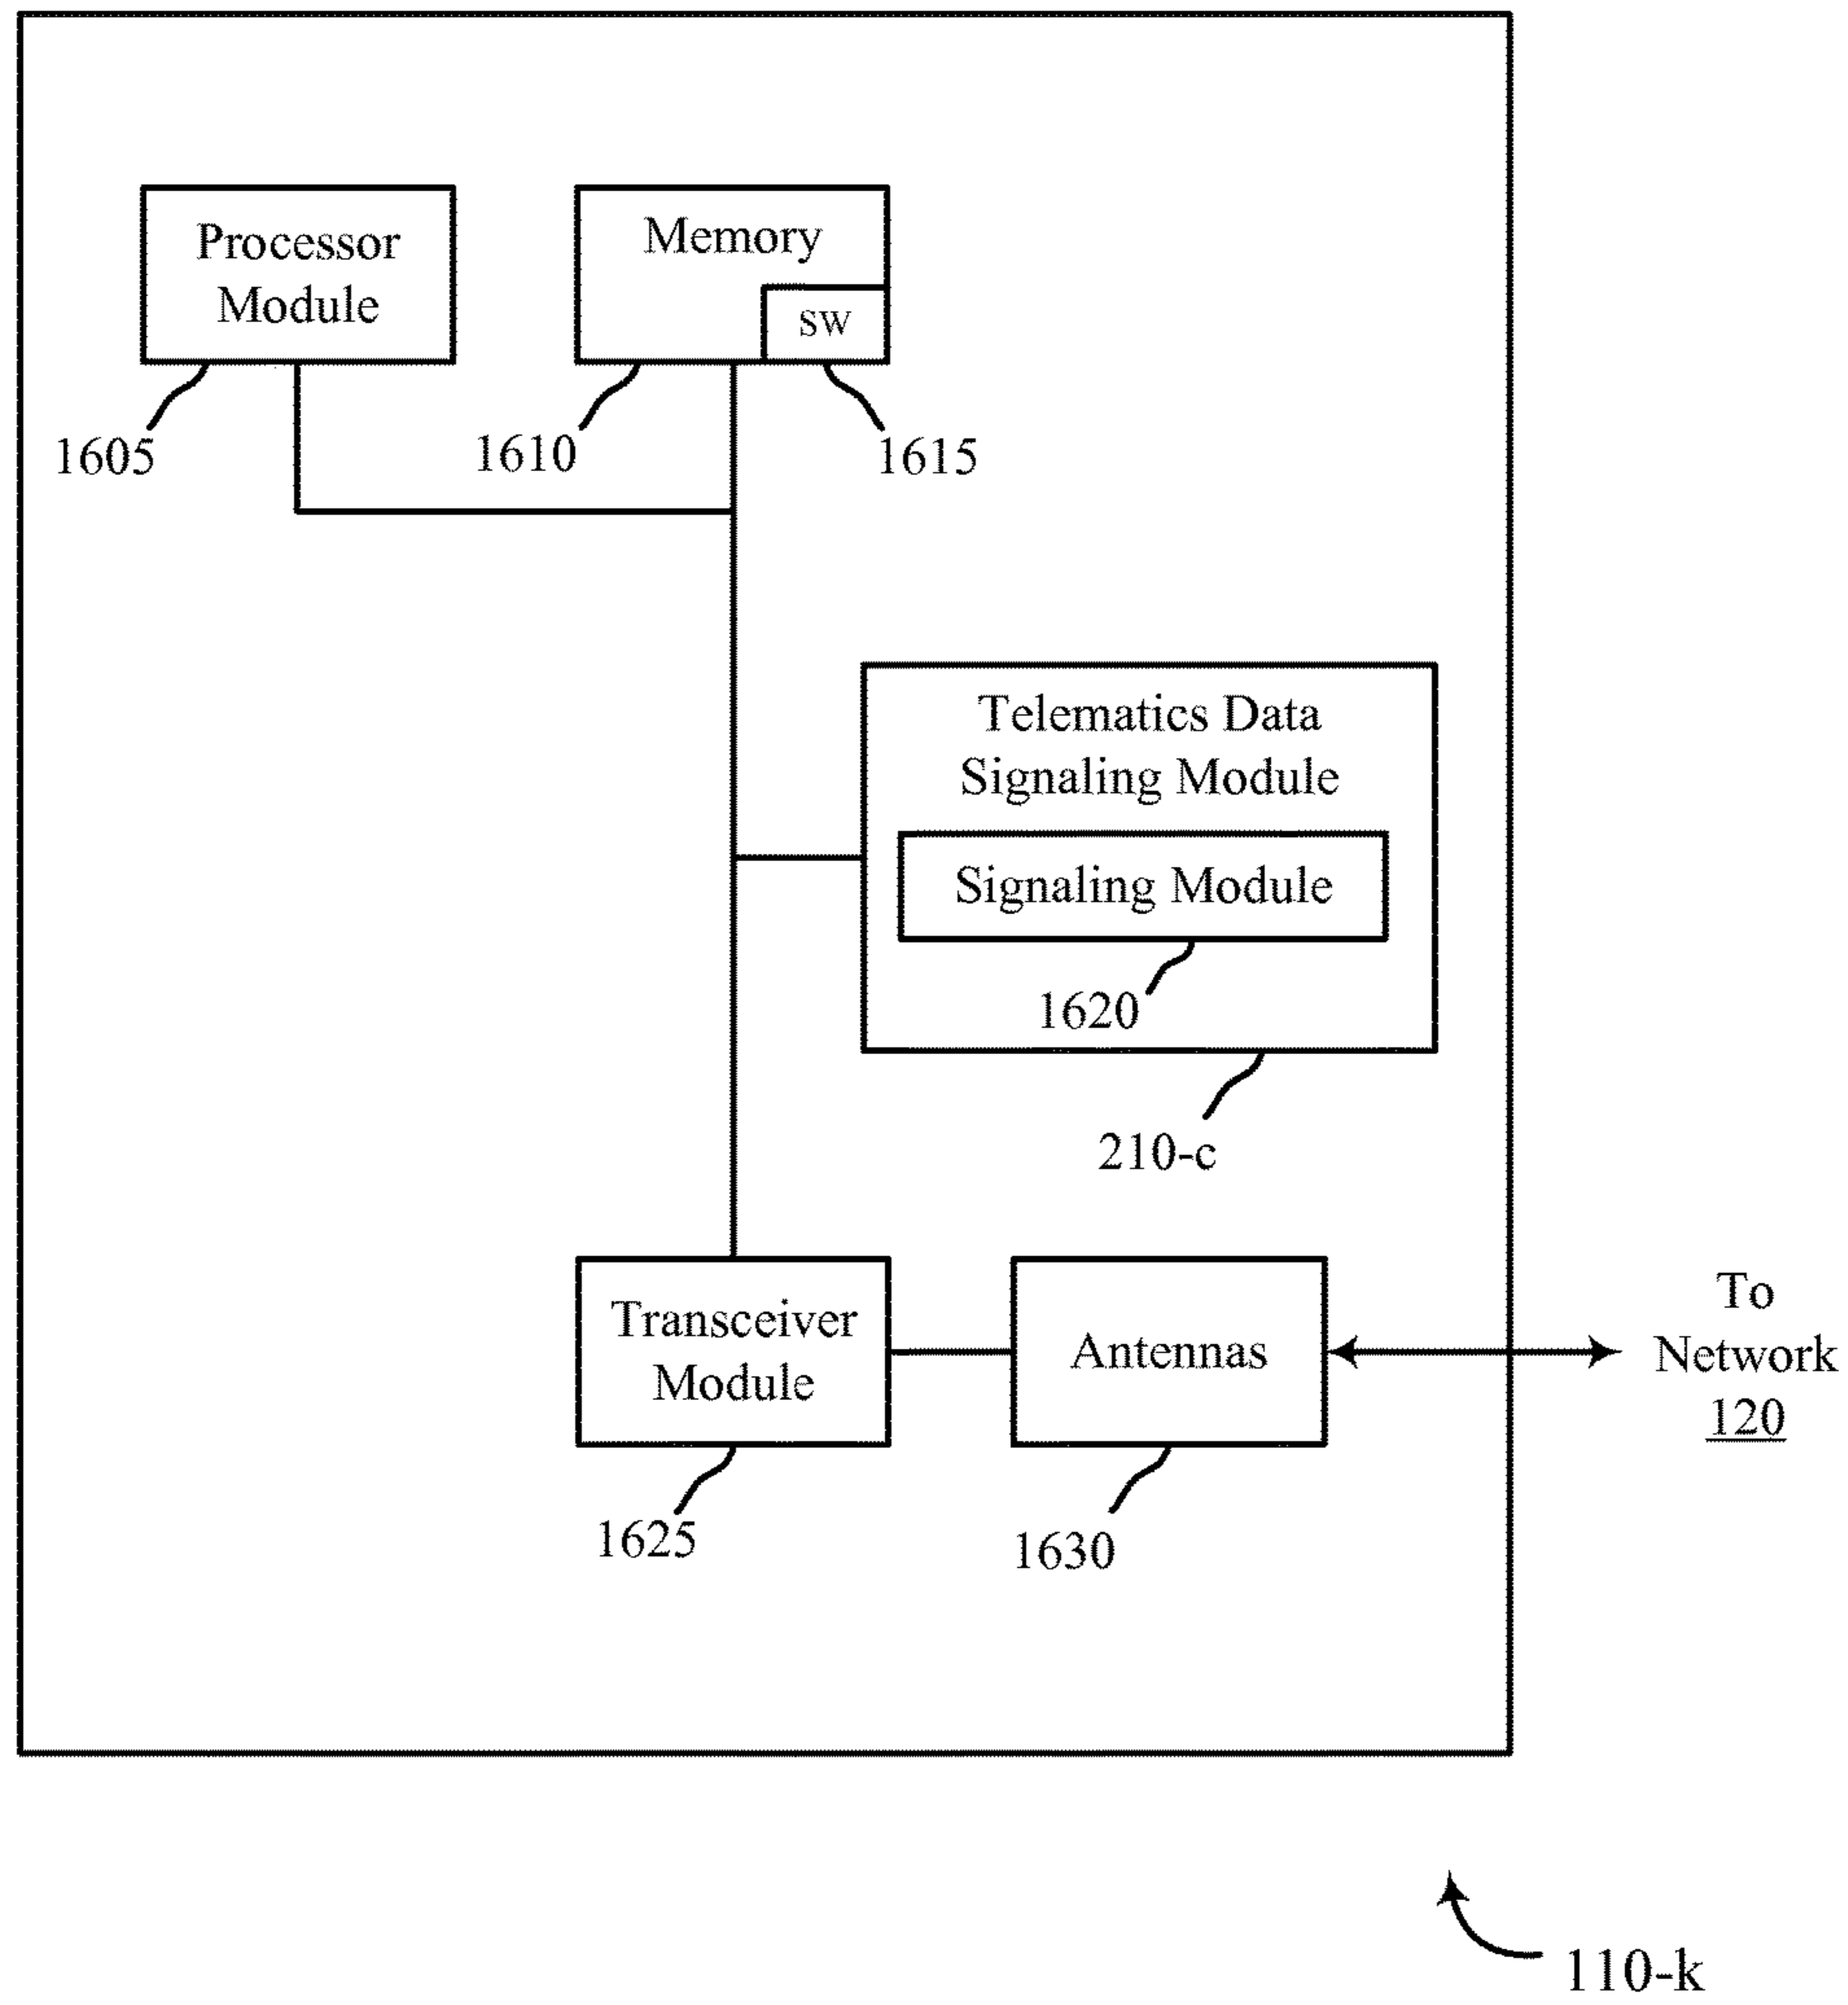 Processor
Module
Memory
SW
1605
1610
1615
Telematics Data
Signaling Module
Signaling Module
1620
210-c
Transceiver
Module
Antennas
To
Network
120
1625
1630
110-k